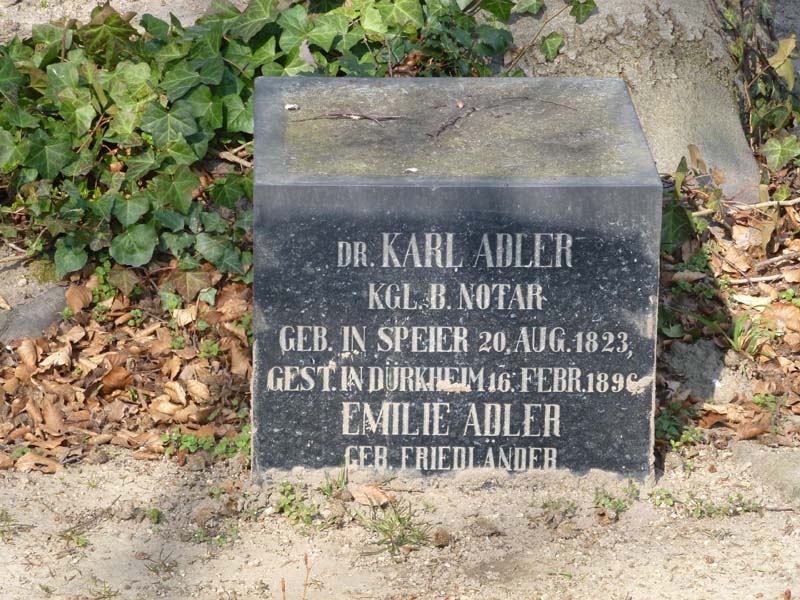 DR. KARL ADLER
KGL. B. NOTAR
GEB. IN SPEIER 20. AUG. 1823,
GEST. IN DÜRKHEIM 16. FEBR. 1896
EMILIE ADLER
GEB. FRIEDLÄNDER